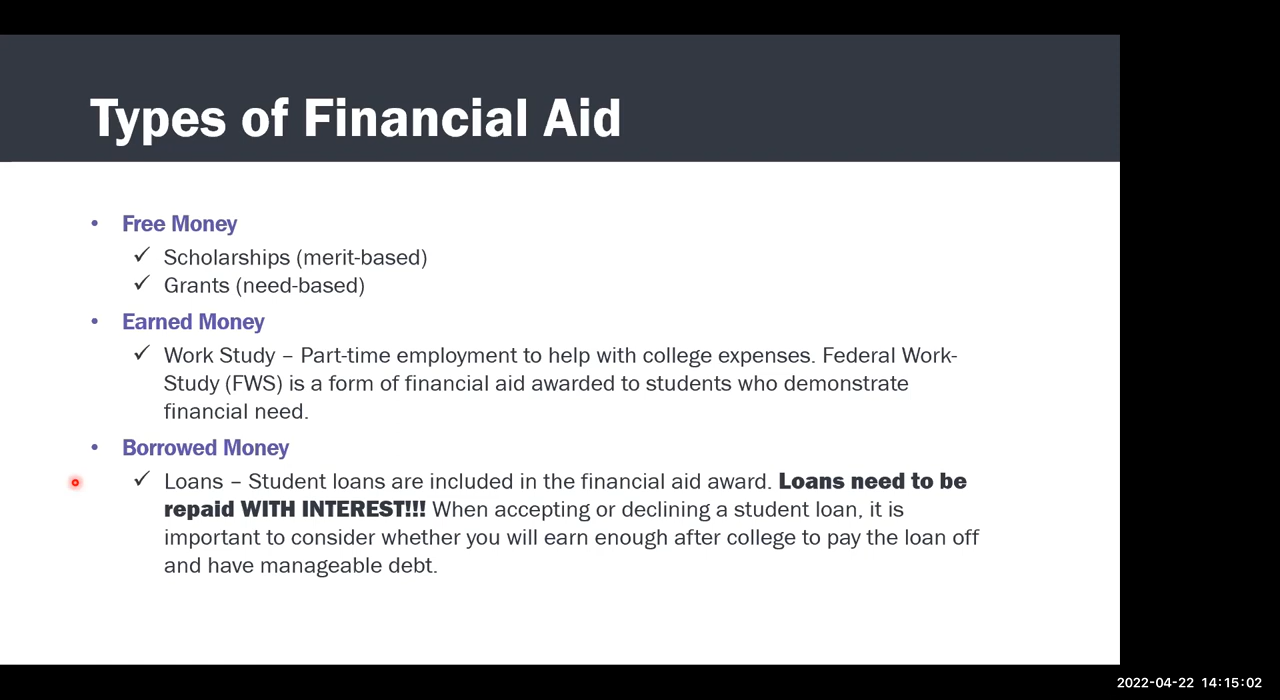 Types of Financial Aid
• Free Money
✓ Scholarships (merit-based)
✓ Grants (need-based)
• Earned Money
✓ Work Study – Part-time employment to help with college expenses. Federal Work-
Study (FWS) is a form of financial aid awarded to students who demonstrate
financial need.
• Borrowed Money
✓ Loans – Student loans are included in the financial aid award. Loans need to be
repaid WITH INTEREST!!! When accepting or declining a student loan, it is
important to consider whether you will earn enough after college to pay the loan off
and have manageable debt.
2022-04-22 14:15:02